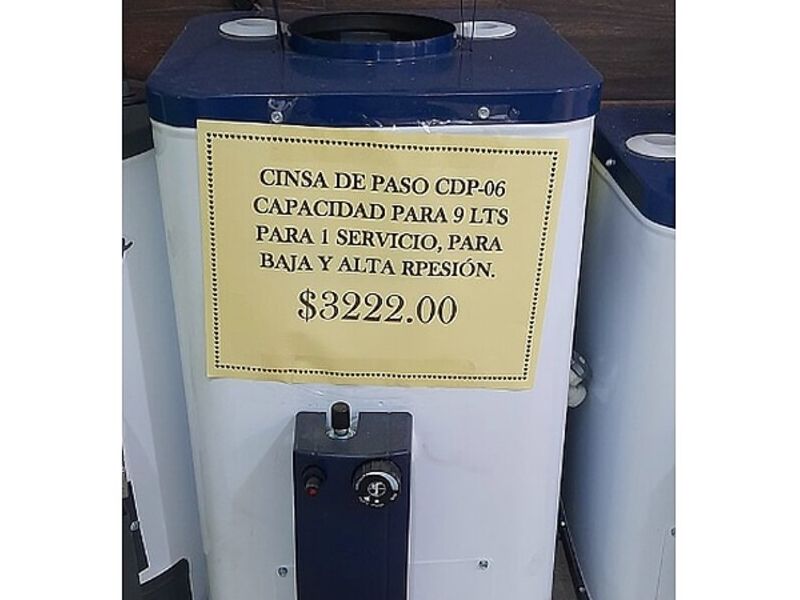 CINSA DE PASO CDP-06
CAPACIDAD PARA 9 LTS
PARA 1 SERVICIO, PARA
BAJA Y ALTA RPESIÓN.
$3222.00